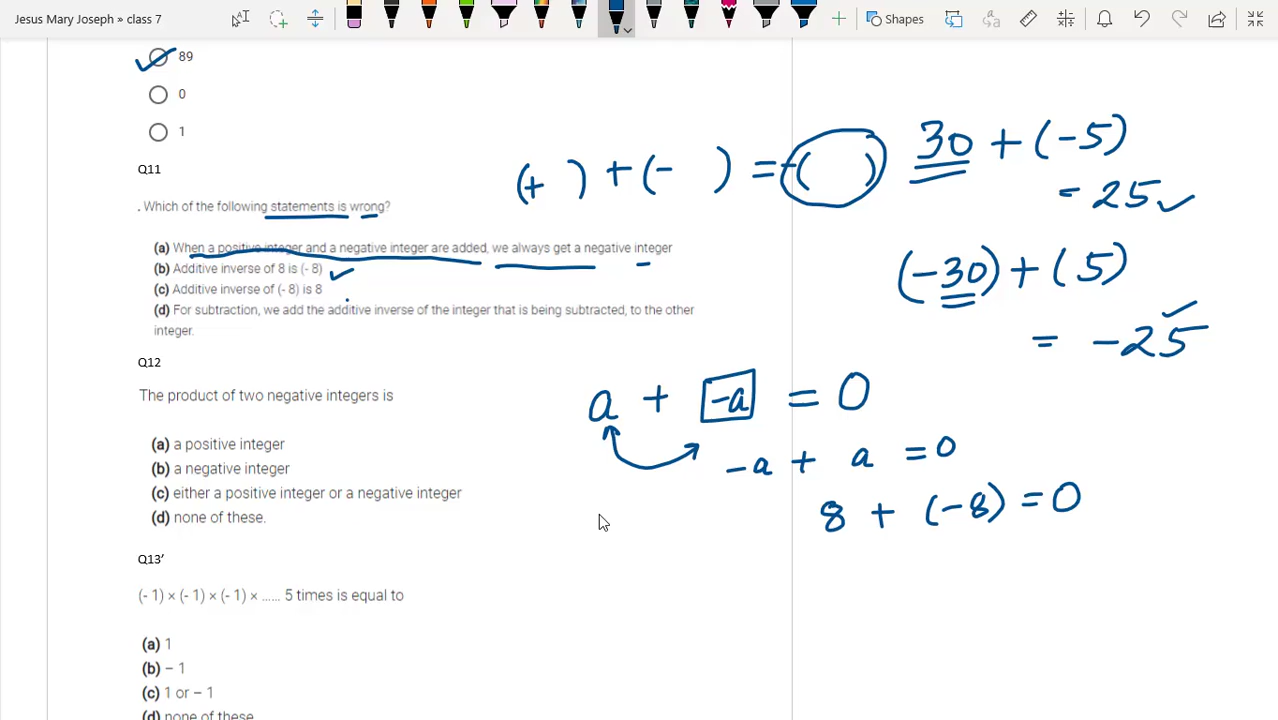 Jesus Mary Joseph » class 7
Shapes
89
0
1
Q11
. Which of the following statements is wrong?
(a) When a positive integer and a negative integer are added, we always get a negative integer
(b) Additive inverse of 8 is (- 8)
(c) Additive inverse of (- 8) is 8
(d) For subtraction, we add the additive inverse of the integer that is being subtracted, to the other
integer.
(+ ) + (- ) = -( )
30 + (-5)
= 25
(-30) + (5)
= -25
a + -a = 0
-a + a = 0
8 + (-8) = 0
Q12
The product of two negative integers is
(a) a positive integer
(b) a negative integer
(c) either a positive integer or a negative integer
(d) none of these.
Q13’
(- 1) × (- 1) × (- 1) × ...... 5 times is equal to
(a) 1
(b) – 1
(c) 1 or – 1
(d) none of these